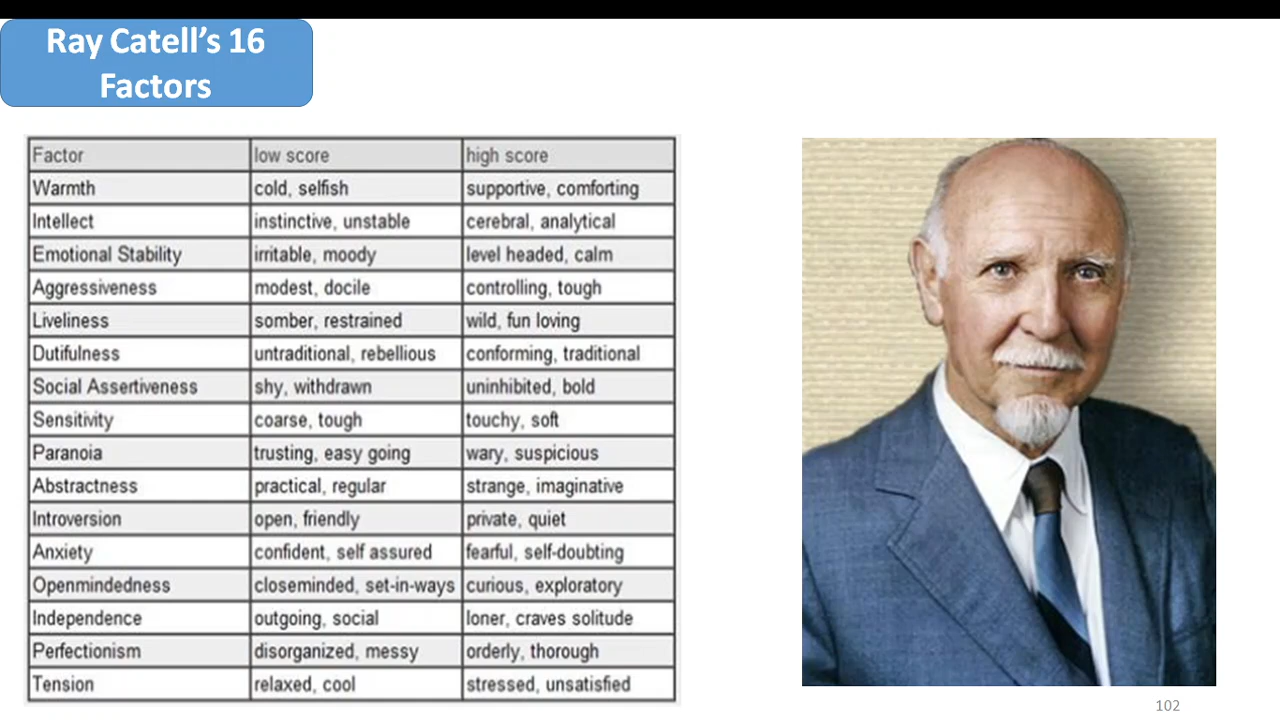 Ray Catell’s 16
Factors
Factor low score high score
Warmth cold, selfish supportive, comforting
Intellect instinctive, unstable cerebral, analytical
Emotional Stability irritable, moody level headed, calm
Aggressiveness modest, docile controlling, tough
Liveliness somber, restrained wild, fun loving
Dutifulness untraditional, rebellious conforming, traditional
Social Assertiveness shy, withdrawn uninhibited, bold
Sensitivity coarse, tough touchy, soft
Paranoia trusting, easy going wary, suspicious
Abstractness practical, regular strange, imaginative
Introversion open, friendly private, quiet
Anxiety confident, self assured fearful, self-doubting
Openmindedness closeminded, set-in-ways curious, exploratory
Independence outgoing, social loner, craves solitude
Perfectionism disorganized, messy orderly, thorough
Tension relaxed, cool stressed, unsatisfied
102